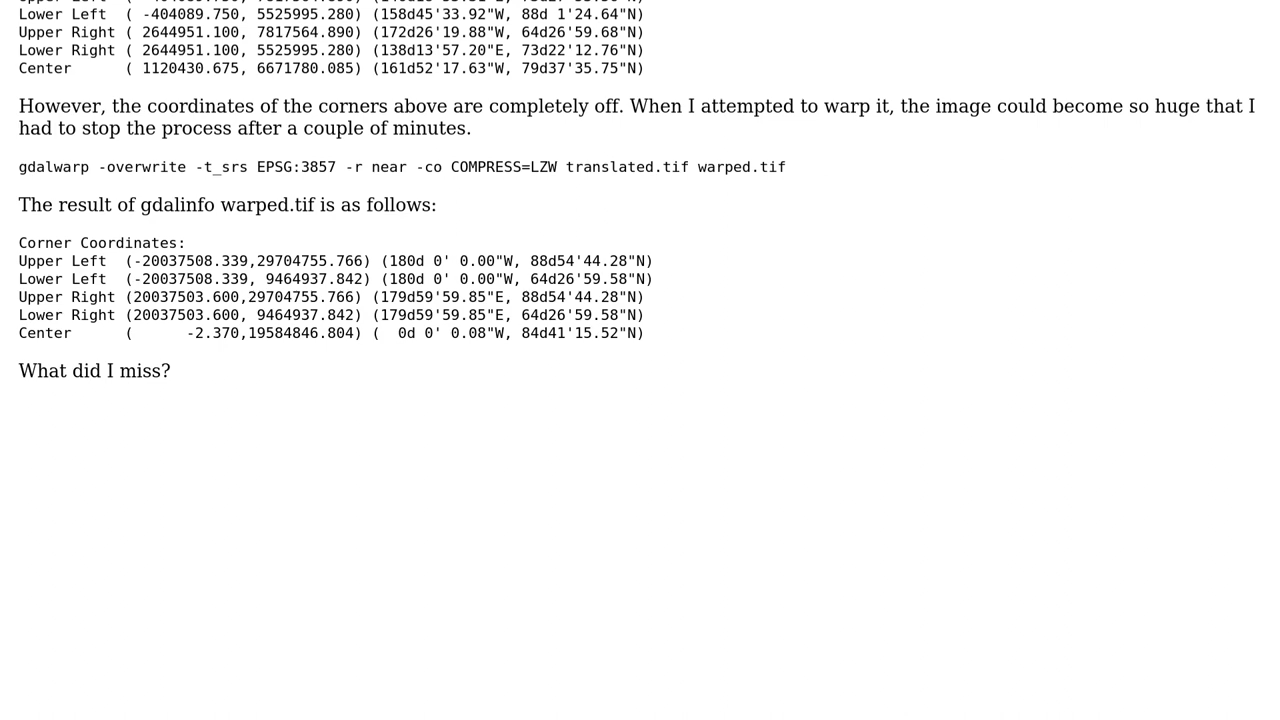 Lower Left  ( -404089.750, 5525995.280) (158d45'33.92"W, 88d 1'24.64"N)
Upper Right ( 2644951.100, 7817564.890) (172d26'19.88"W, 64d26'59.68"N)
Lower Right ( 2644951.100, 5525995.280) (138d13'57.20"E, 73d22'12.76"N)
Center      ( 1120430.675, 6671780.085) (161d52'17.63"W, 79d37'35.75"N)
However, the coordinates of the corners above are completely off. When I attempted to warp it, the image could become so huge that I
had to stop the process after a couple of minutes.
gdalwarp -overwrite -t_srs EPSG:3857 -r near -co COMPRESS=LZW translated.tif warped.tif
The result of gdalinfo warped.tif is as follows:
Corner Coordinates:
Upper Left  (-20037508.339,29704755.766) (180d 0' 0.00"W, 88d54'44.28"N)
Lower Left  (-20037508.339, 9464937.842) (180d 0' 0.00"W, 64d26'59.58"N)
Upper Right (20037503.600,29704755.766) (179d59'59.85"E, 88d54'44.28"N)
Lower Right (20037503.600, 9464937.842) (179d59'59.85"E, 64d26'59.58"N)
Center      (      -2.370,19584846.804) (  0d 0' 0.08"W, 84d41'15.52"N)
What did I miss?